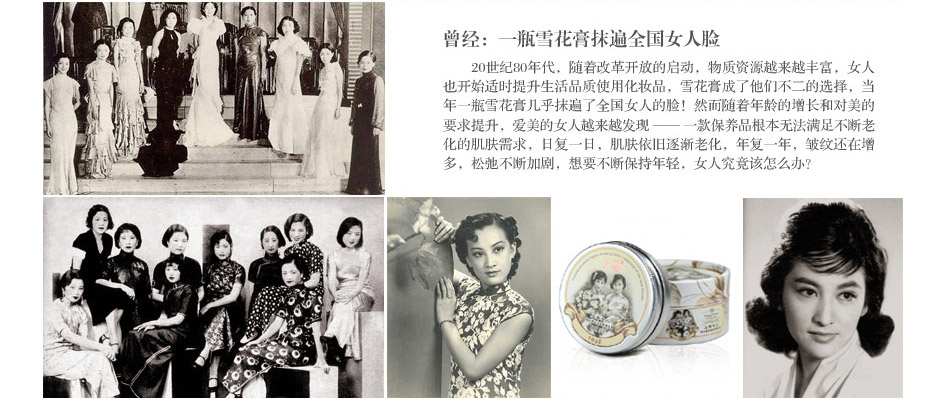 曾经：一瓶雪花膏抹遍全国女人脸
20世纪80年代，随着改革开放的启动，物质资源越来越丰富，女人
也开始适时提升生活品质使用化妆品，雪花膏成了他们不二的选择，当
年一瓶雪花膏几乎抹遍了全国女人的脸！然而随着年龄的增长和对美的
要求提升，爱美的女人越来越发现——一款保养品根本无法满足不断老
化的肌肤需求，日复一日，肌肤依旧逐渐老化，年复一年，皱纹还在增
多，松弛不断加剧，想要不断保持年轻，女人究竟该怎么办？